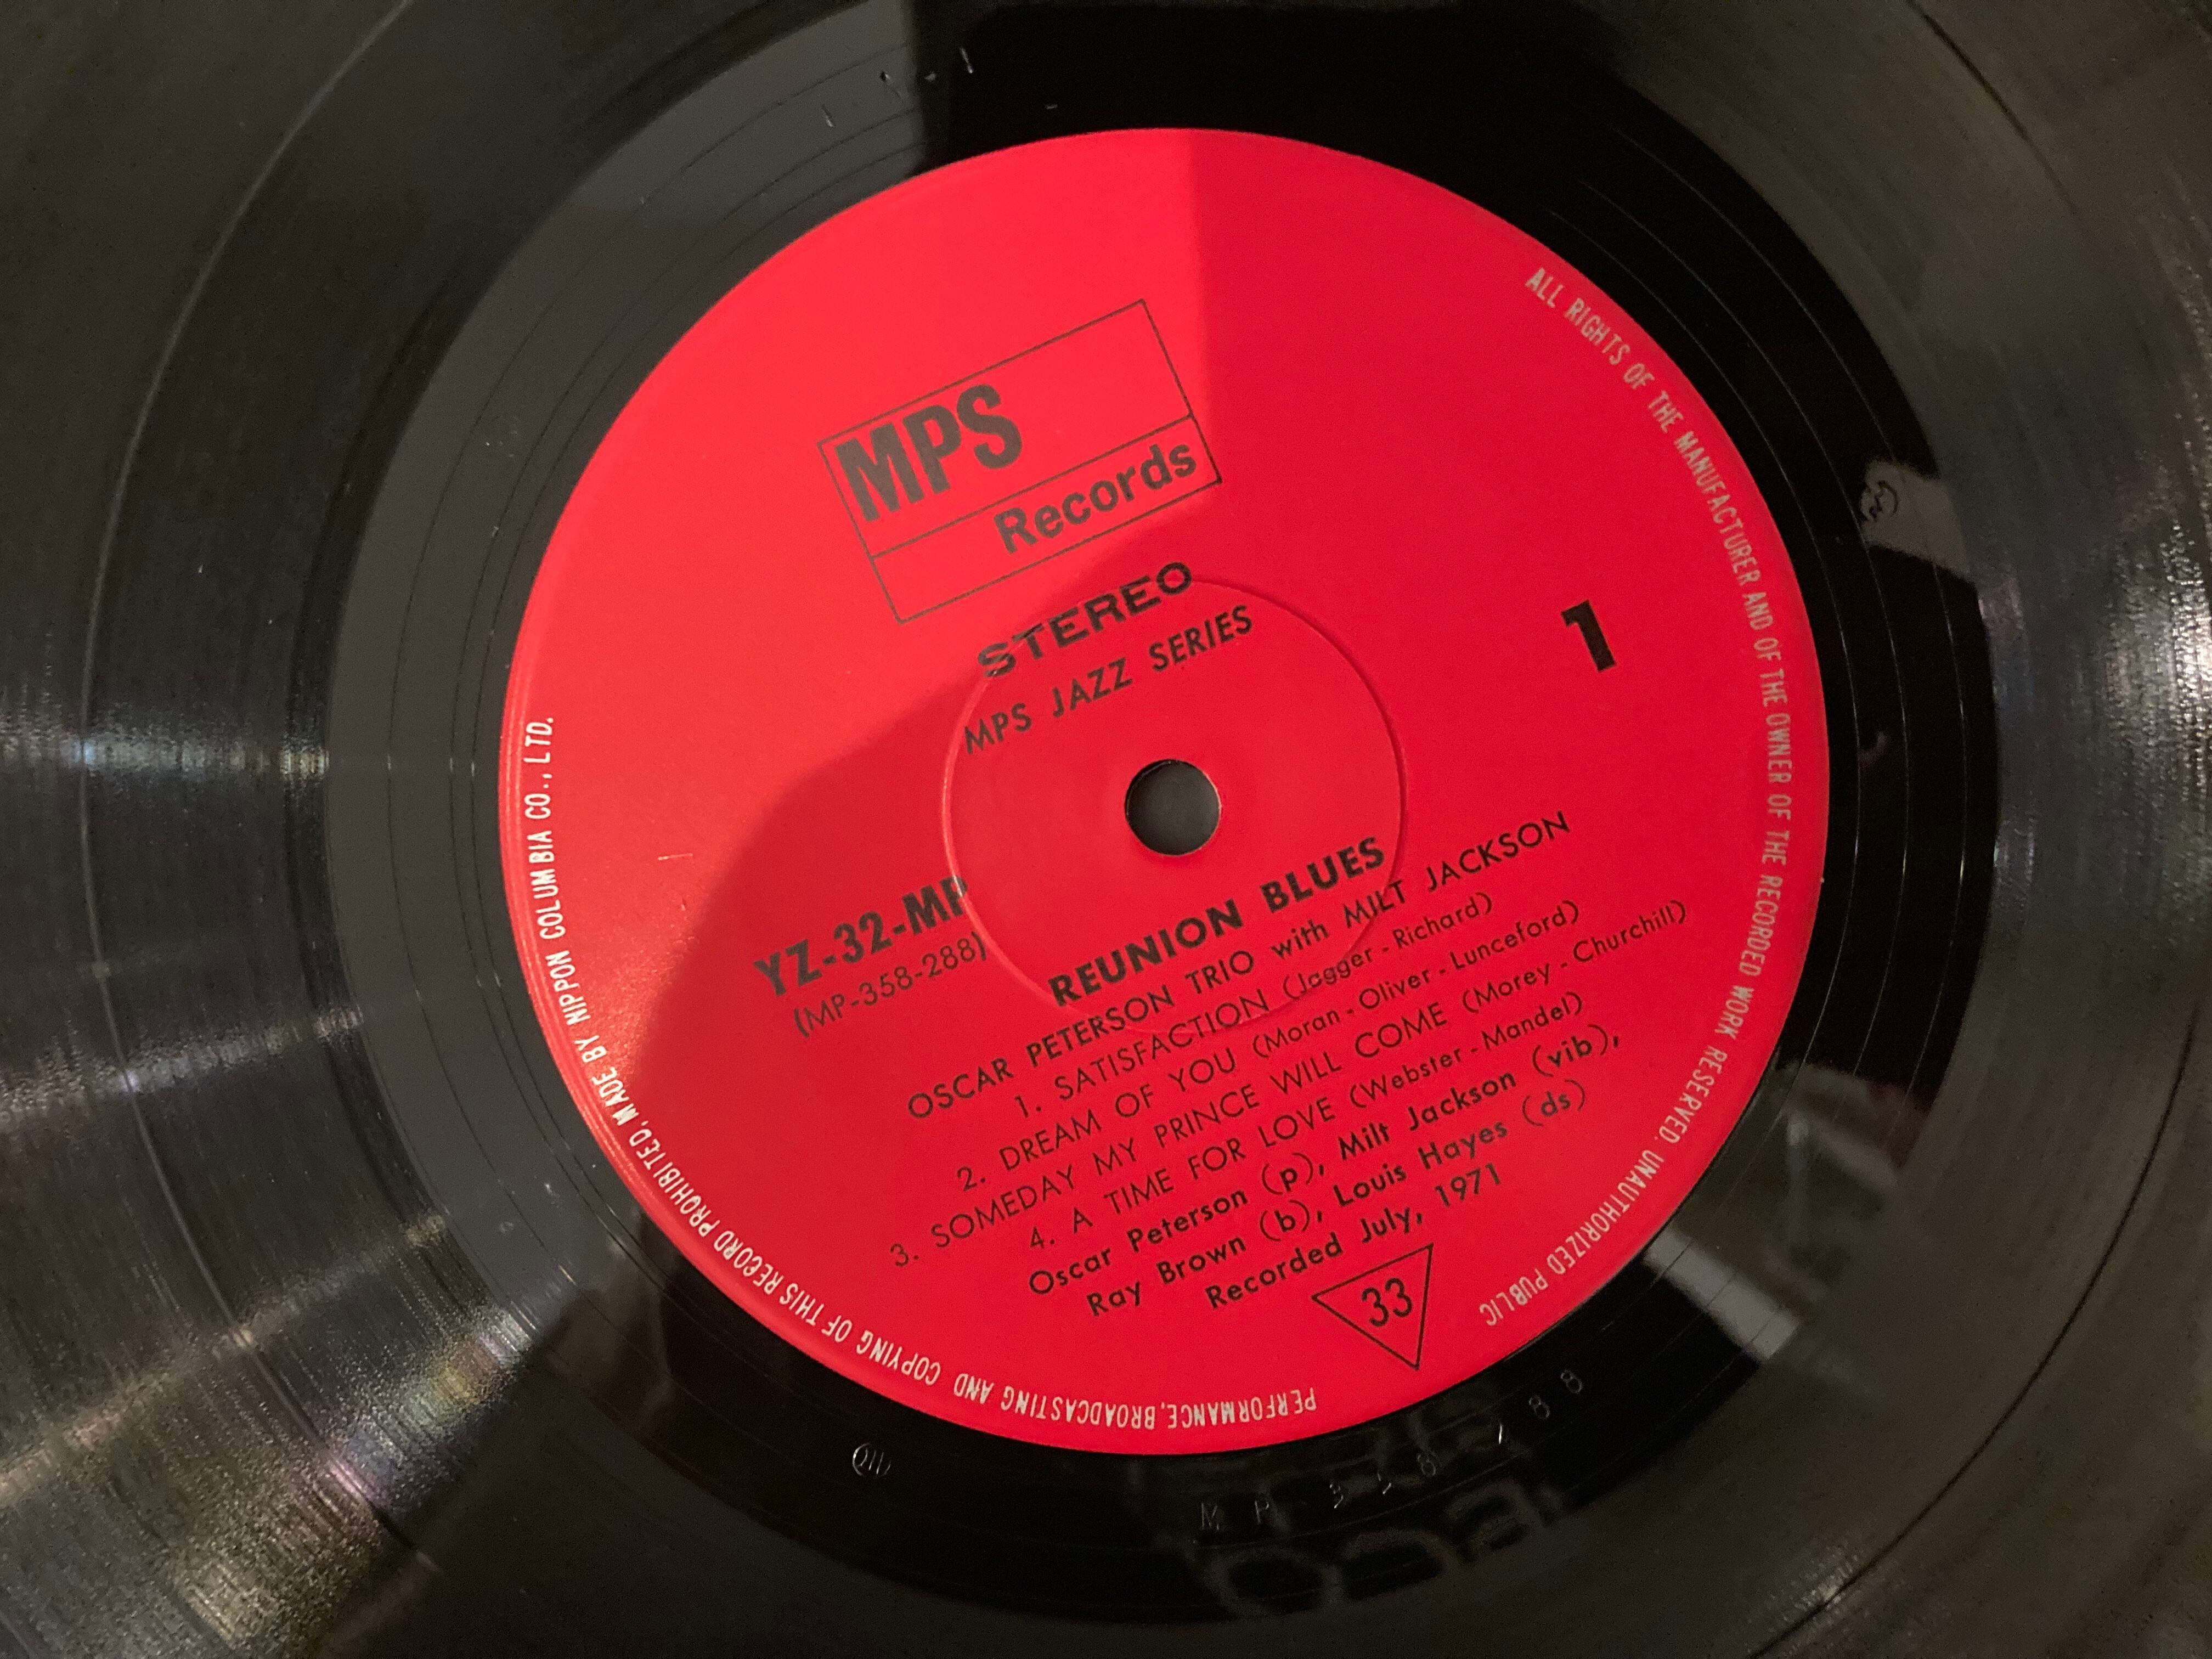 MPS
Records
STEREO
MPS JAZZ SERIES
1
YZ-32-MP
(MP-358-288)
REUNION BLUES
OSCAR PETERSON TRIO with MILT JACKSON
1. SATISFACTION (Jagger-Richard)
2. DREAM OF YOU (Moran-Oliver-Lunceford)
3. SOMEDAY MY PRINCE WILL COME (Morey-Churchill)
4. A TIME FOR LOVE (Webster-Mandel)
Oscar Peterson (p), Milt Jackson (vib),
Ray Brown (b), Louis Hayes (ds)
Recorded July, 1971
33
ALL RIGHTS OF THE MANUFACTURER AND OF THE OWNER OF THE RECORDED WORK RESERVED. UNAUTHORIZED PUBLIC
PERFORMANCE, BROADCASTING AND COPYING OF THIS RECORD PROHIBITED, MADE BY NIPPON COLUMBIA CO., LTD.